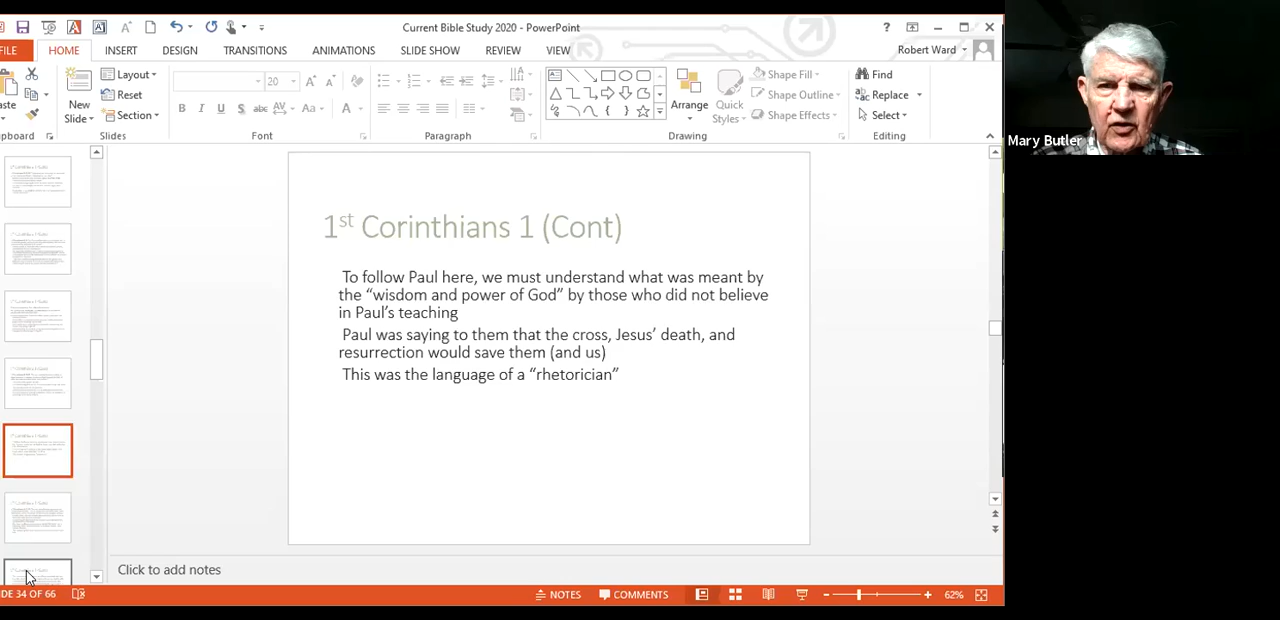 Current Bible Study 2020 - PowerPoint
?
FILE
HOME
INSERT
DESIGN
TRANSITIONS
ANIMATIONS
SLIDE SHOW
REVIEW
VIEW
Robert Ward
Layout
Reset
Section
New
Slide
20
Arrange
Quick
Styles
Shape Fill
Shape Outline
Shape Effects
Find
Replace
Select
Slides
Font
Paragraph
Drawing
Editing
Mary Butler
1st Corinthians 1 (Cont)
To follow Paul here, we must understand what was meant by
the “wisdom and power of God” by those who did not believe
in Paul’s teaching
Paul was saying to them that the cross, Jesus’ death, and
resurrection would save them (and us)
This was the language of a “rhetorician”
Click to add notes
DE 34 OF 66
NOTES
COMMENTS
62%